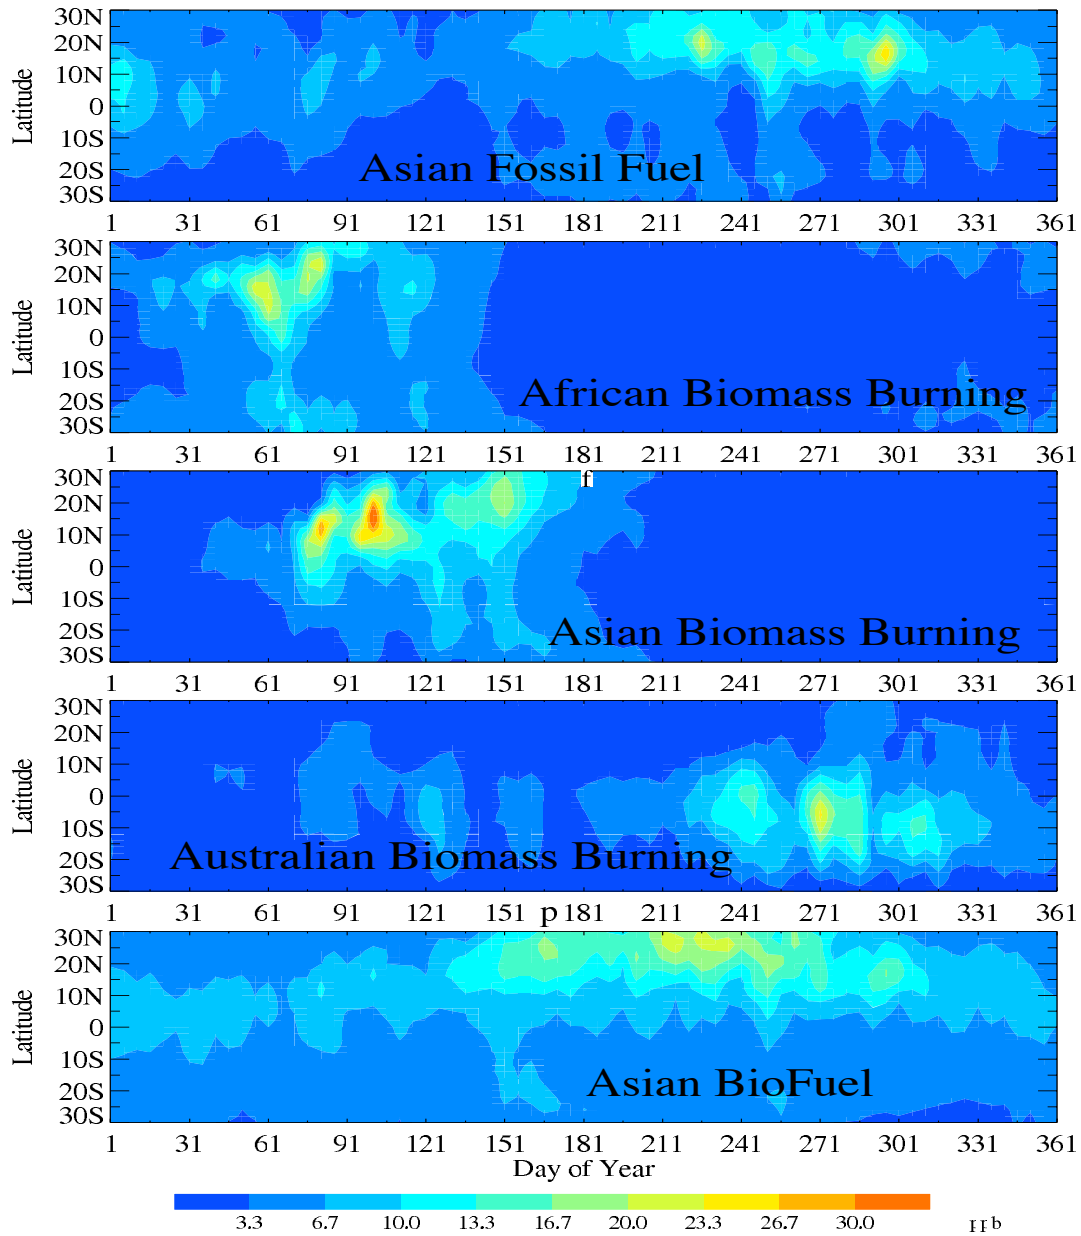 30N
20N
10N
0
10S
20S
30S
Latitude
Asian Fossil Fuel
1 31 61 91 121 151 181 211 241 271 301 331 361
30N
20N
10N
0
10S
20S
30S
Latitude
African Biomass Burning
1 31 61 91 121 151 181 211 241 271 301 331 361
f
30N
20N
10N
0
10S
20S
30S
Latitude
Asian Biomass Burning
1 31 61 91 121 151 181 211 241 271 301 331 361
30N
20N
10N
0
10S
20S
30S
Latitude
Australian Biomass Burning
1 31 61 91 121 151 p 181 211 241 271 301 331 361
30N
20N
10N
0
10S
20S
30S
Latitude
Asian BioFuel
1 31 61 91 121 151 181 211 241 271 301 331 361
Day of Year
3.3 6.7 10.0 13.3 16.7 20.0 23.3 26.7 30.0